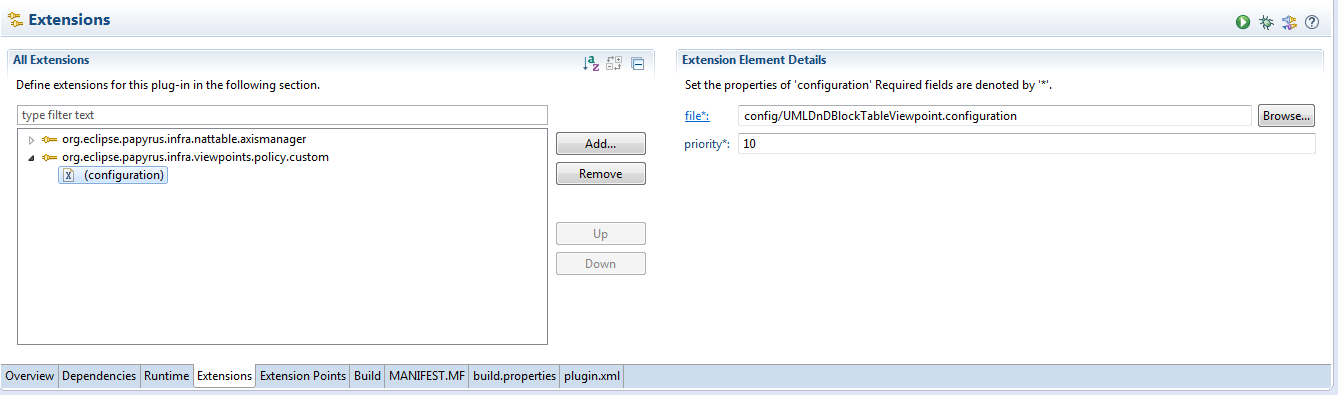 Extensions
All Extensions
Define extensions for this plug-in in the following section.
type filter text
org.eclipse.papyrus.infra.nattable.axismanager
org.eclipse.papyrus.infra.viewpoints.policy.custom
(configuration)
Add...
Remove
Up
Down
Extension Element Details
Set the properties of 'configuration' Required fields are denoted by '*'.
file*: config/UMLDnDBlockTableViewpoint.configuration Browse...
priority*: 10
Overview Dependencies Runtime Extensions Extension Points Build MANIFEST.MF build.properties plugin.xml